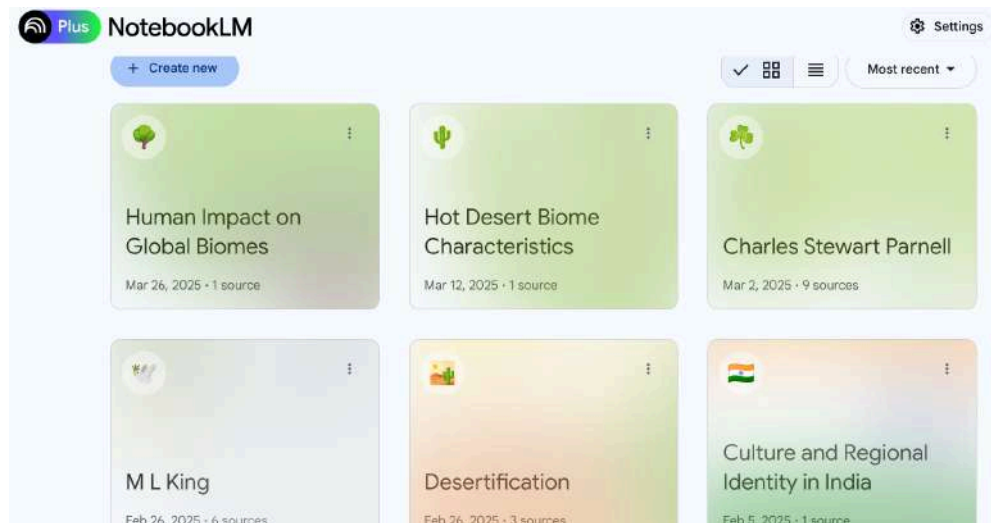 Plus NotebookLM
Settings
+ Create new
Most recent
Human Impact on
Global Biomes
Mar 26, 2025 · 1 source
Hot Desert Biome
Characteristics
Mar 12, 2025 · 1 source
Charles Stewart Parnell
Mar 2, 2025 · 9 sources
M L King
Feb 26, 2025 · 6 sources
Desertification
Feb 26, 2025 · 3 sources
Culture and Regional
Identity in India
Feb 5, 2025 · 1 source